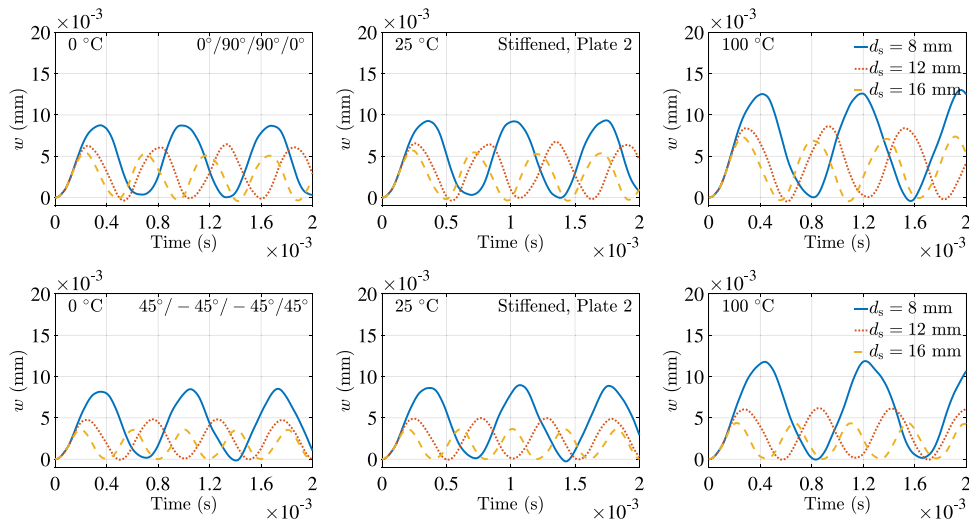 ×10⁻³
0 °C 0°/90°/90°/0°
20
15
10
5
0
w (mm)
0 0.4 0.8 1.2 1.6 2
Time (s)
×10⁻³
×10⁻³
25 °C Stiffened, Plate 2
20
15
10
5
0
w (mm)
0 0.5 1 1.5 2
Time (s)
×10⁻³
×10⁻³
100 °C
dₛ = 8 mm
dₛ = 12 mm
dₛ = 16 mm
20
15
10
5
0
w (mm)
0 0.4 0.8 1.2 1.6 2
Time (s)
×10⁻³
×10⁻³
0 °C 45°/ − 45°/ − 45°/45°
20
15
10
5
0
w (mm)
0 0.4 0.8 1.2 1.6 2
Time (s)
×10⁻³
×10⁻³
25 °C Stiffened, Plate 2
20
15
10
5
0
w (mm)
0 0.5 1 1.5 2
Time (s)
×10⁻³
×10⁻³
100 °C
dₛ = 8 mm
dₛ = 12 mm
dₛ = 16 mm
20
15
10
5
0
w (mm)
0 0.4 0.8 1.2 1.6 2
Time (s)
×10⁻³